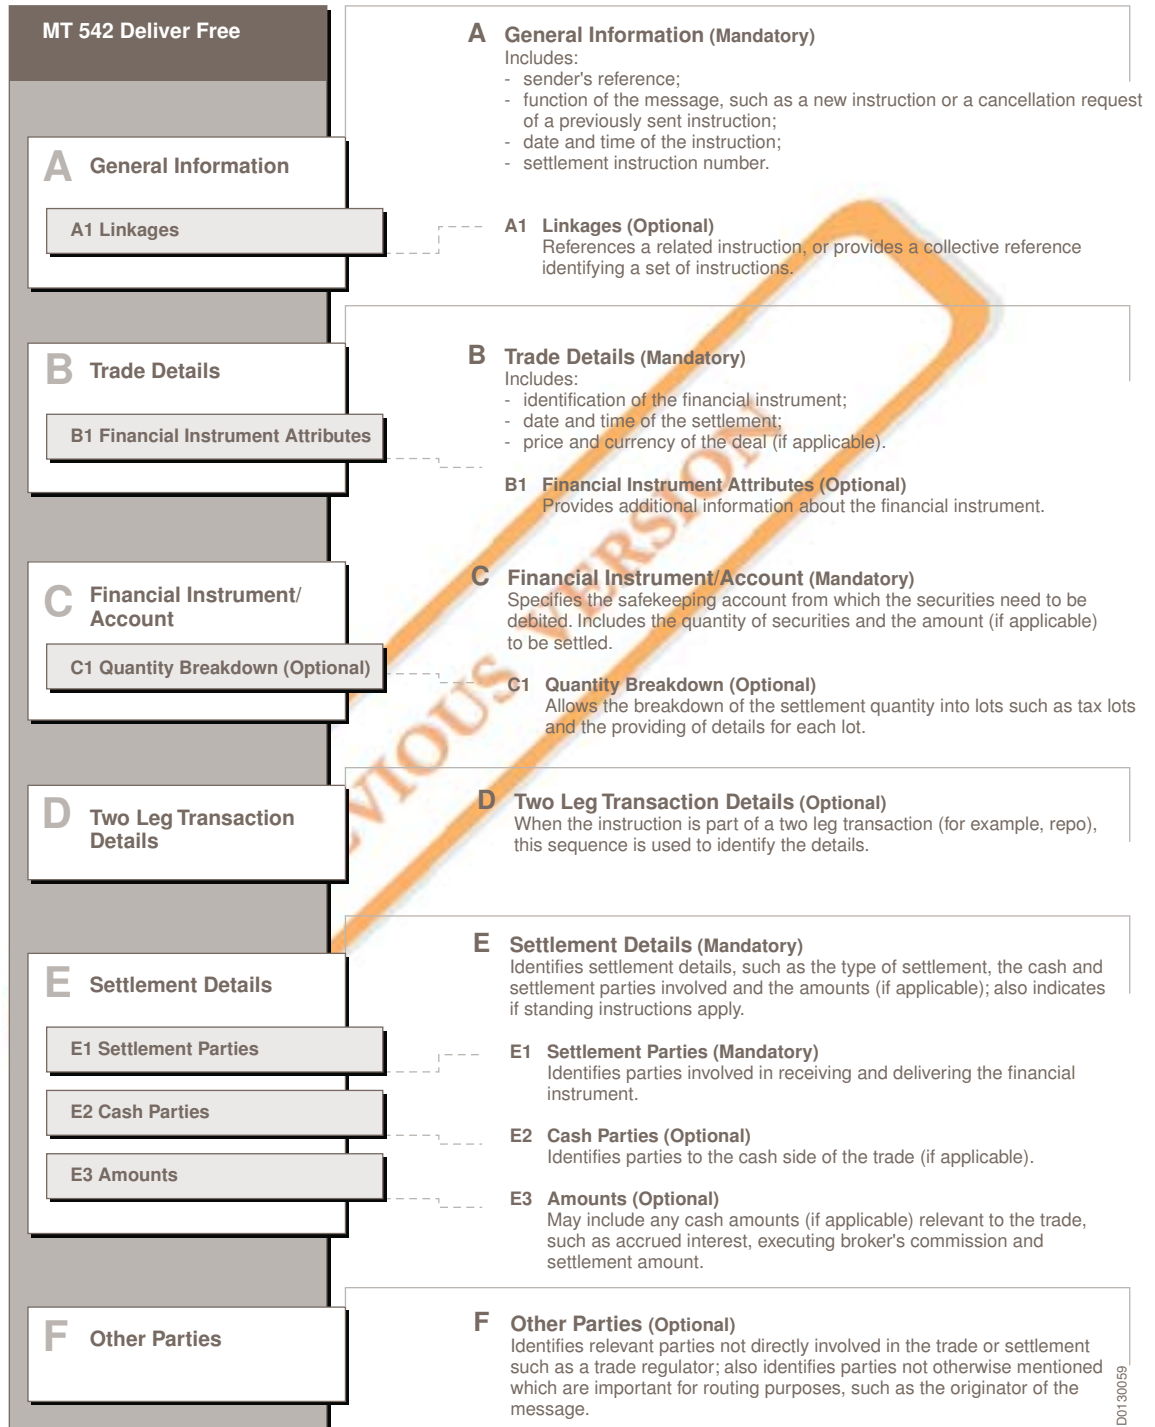 MT 542 Deliver Free
A General Information
A1 Linkages
B Trade Details
B1 Financial Instrument Attributes
C Financial Instrument/
Account
C1 Quantity Breakdown (Optional)
D Two Leg Transaction
Details
E Settlement Details
E1 Settlement Parties
E2 Cash Parties
E3 Amounts
F Other Parties
A General Information (Mandatory)
Includes:
- sender's reference;
- function of the message, such as a new instruction or a cancellation request
of a previously sent instruction;
- date and time of the instruction;
- settlement instruction number.
A1 Linkages (Optional)
References a related instruction, or provides a collective reference
identifying a set of instructions.
B Trade Details (Mandatory)
Includes:
- identification of the financial instrument;
- date and time of the settlement;
- price and currency of the deal (if applicable).
B1 Financial Instrument Attributes (Optional)
Provides additional information about the financial instrument.
C Financial Instrument/Account (Mandatory)
Specifies the safekeeping account from which the securities need to be
debited. Includes the quantity of securities and the amount (if applicable)
to be settled.
C1 Quantity Breakdown (Optional)
Allows the breakdown of the settlement quantity into lots such as tax lots
and the providing of details for each lot.
D Two Leg Transaction Details (Optional)
When the instruction is part of a two leg transaction (for example, repo),
this sequence is used to identify the details.
E Settlement Details (Mandatory)
Identifies settlement details, such as the type of settlement, the cash and
settlement parties involved and the amounts (if applicable); also indicates
if standing instructions apply.
E1 Settlement Parties (Mandatory)
Identifies parties involved in receiving and delivering the financial
instrument.
E2 Cash Parties (Optional)
Identifies parties to the cash side of the trade (if applicable).
E3 Amounts (Optional)
May include any cash amounts (if applicable) relevant to the trade,
such as accrued interest, executing broker's commission and
settlement amount.
F Other Parties (Optional)
Identifies relevant parties not directly involved in the trade or settlement
such as a trade regulator; also identifies parties not otherwise mentioned
which are important for routing purposes, such as the originator of the
message.
D0130059
VIOUS VERSION